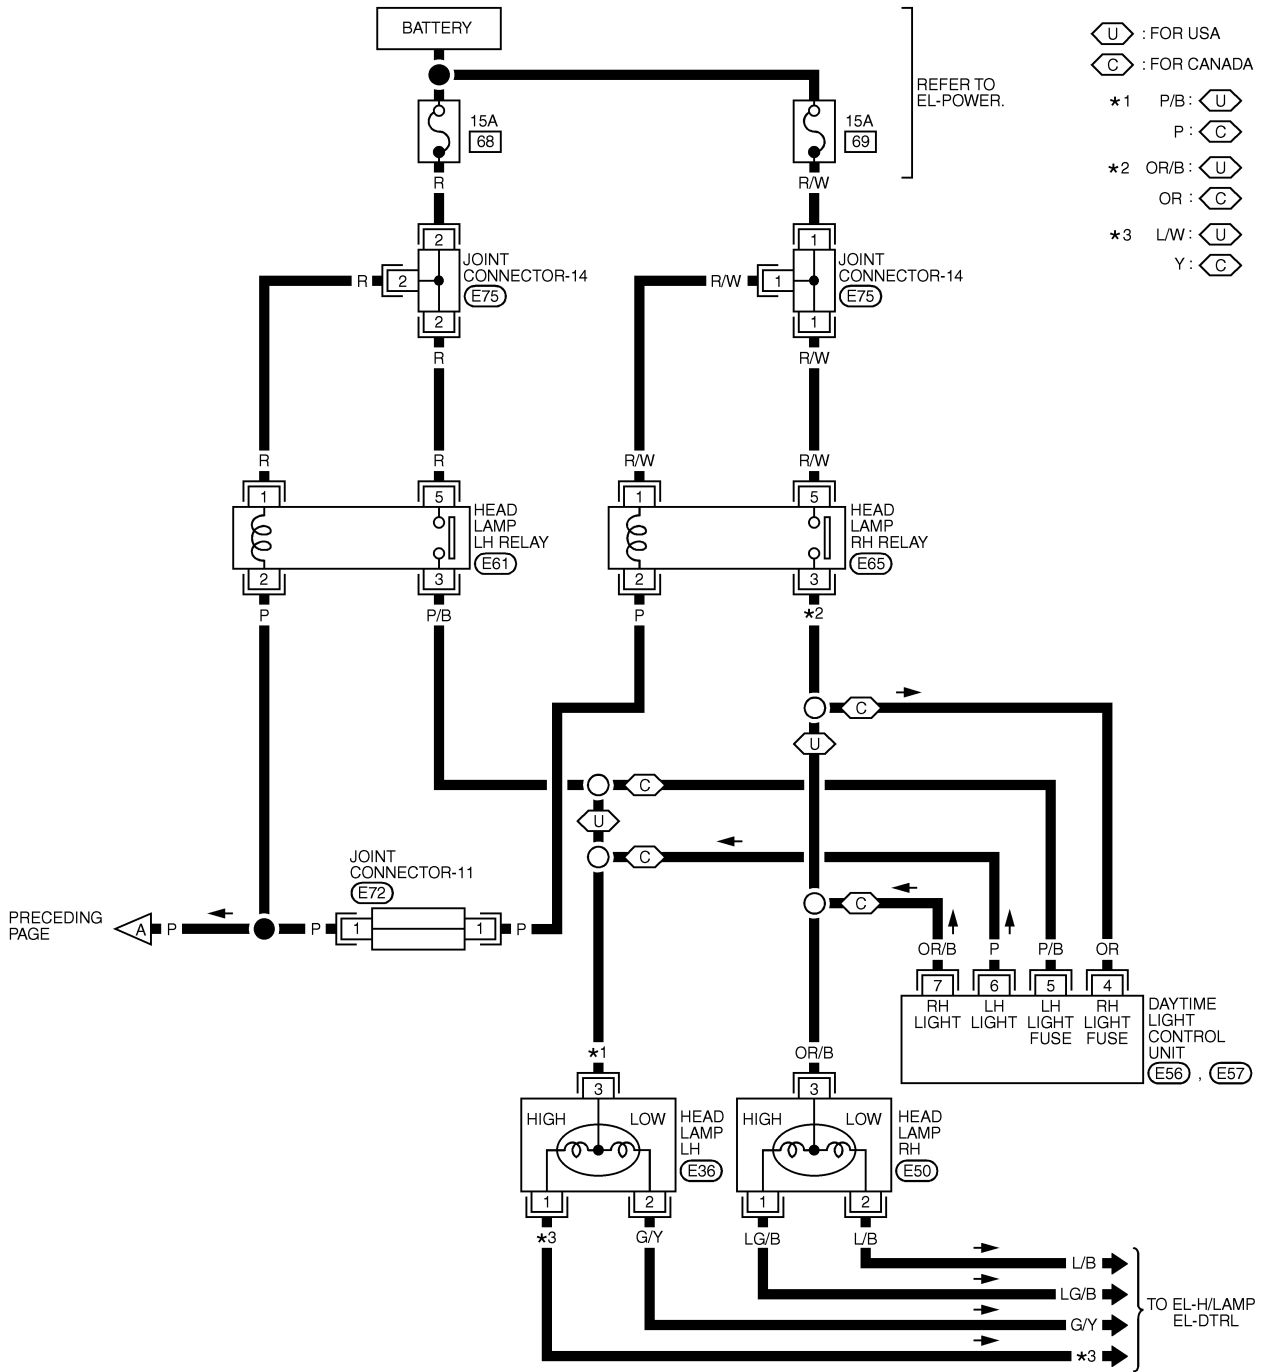 BATTERY
U : FOR USA
C : FOR CANADA
REFER TO
EL-POWER.
*1 P/B : U
P : C
*2 OR/B : U
OR : C
*3 L/W : U
Y : C
15A
68
15A
69
R
R/W
2
1
JOINT
CONNECTOR-14
E75
JOINT
CONNECTOR-14
E75
R
2
R/W
1
2
1
R
R/W
R
R
R/W
R/W
1
5
1
5
HEAD
LAMP
LH RELAY
E61
HEAD
LAMP
RH RELAY
E65
2
3
2
3
P
P/B
P
*2
C
U
C
U
C
JOINT
CONNECTOR-11
E72
C
PRECEDING
PAGE
A
P
P
1
1
P
OR/B
P
P/B
OR
7
6
5
4
RH
LIGHT
LH
LIGHT
LH
LIGHT
FUSE
RH
LIGHT
FUSE
DAYTIME
LIGHT
CONTROL
UNIT
E56 , E57
*1
OR/B
3
3
HIGH
LOW
HEAD
LAMP
LH
E36
HIGH
LOW
HEAD
LAMP
RH
E50
1
2
1
2
*3
G/Y
LG/B
L/B
L/B
LG/B
G/Y
*3
TO EL-H/LAMP
EL-DTRL